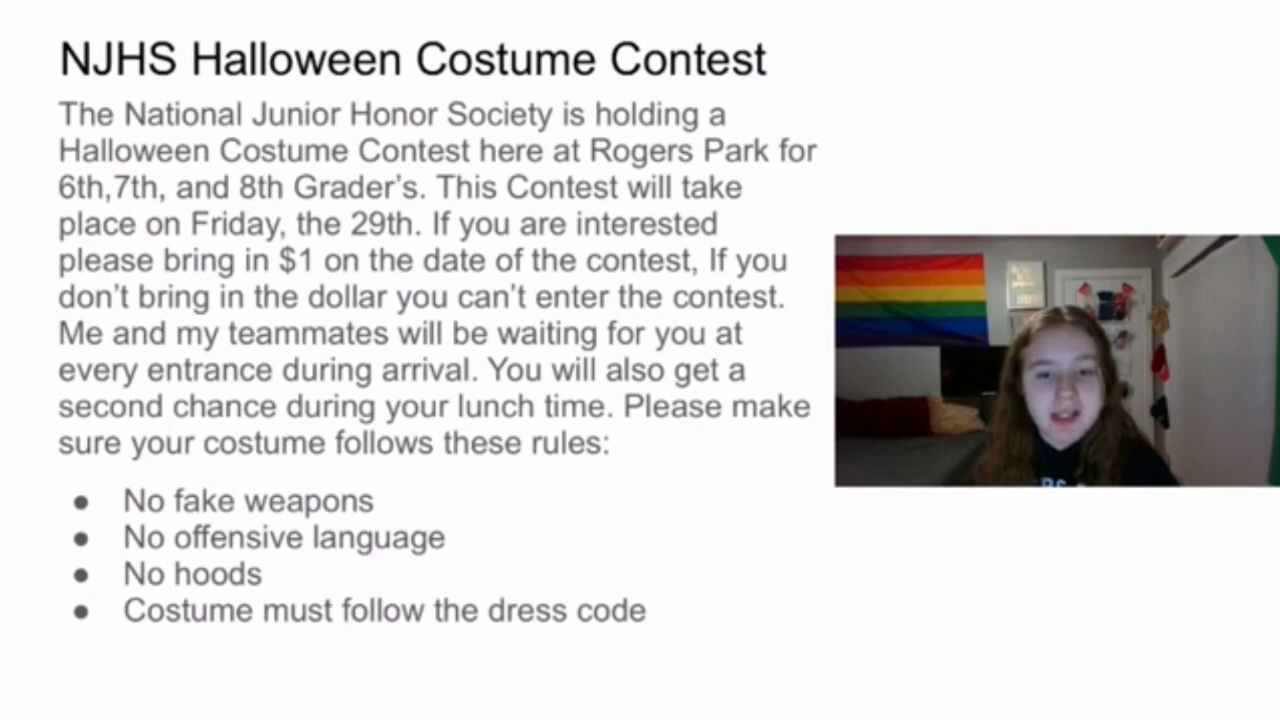 NJHS Halloween Costume Contest
The National Junior Honor Society is holding a
Halloween Costume Contest here at Rogers Park for
6th,7th, and 8th Grader’s. This Contest will take
place on Friday, the 29th. If you are interested
please bring in $1 on the date of the contest, If you
don’t bring in the dollar you can’t enter the contest.
Me and my teammates will be waiting for you at
every entrance during arrival. You will also get a
second chance during your lunch time. Please make
sure your costume follows these rules:
● No fake weapons
● No offensive language
● No hoods
● Costume must follow the dress code